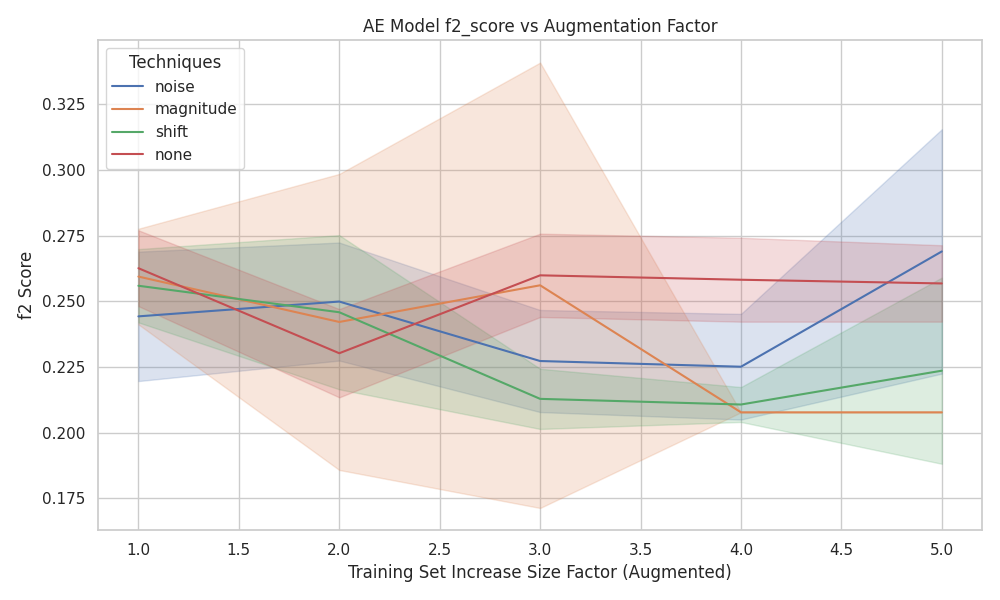 AE Model f2_score vs Augmentation Factor
Techniques
noise
magnitude
shift
none
f2 Score
0.325
0.300
0.275
0.250
0.225
0.200
0.175
1.0 1.5 2.0 2.5 3.0 3.5 4.0 4.5 5.0
Training Set Increase Size Factor (Augmented)